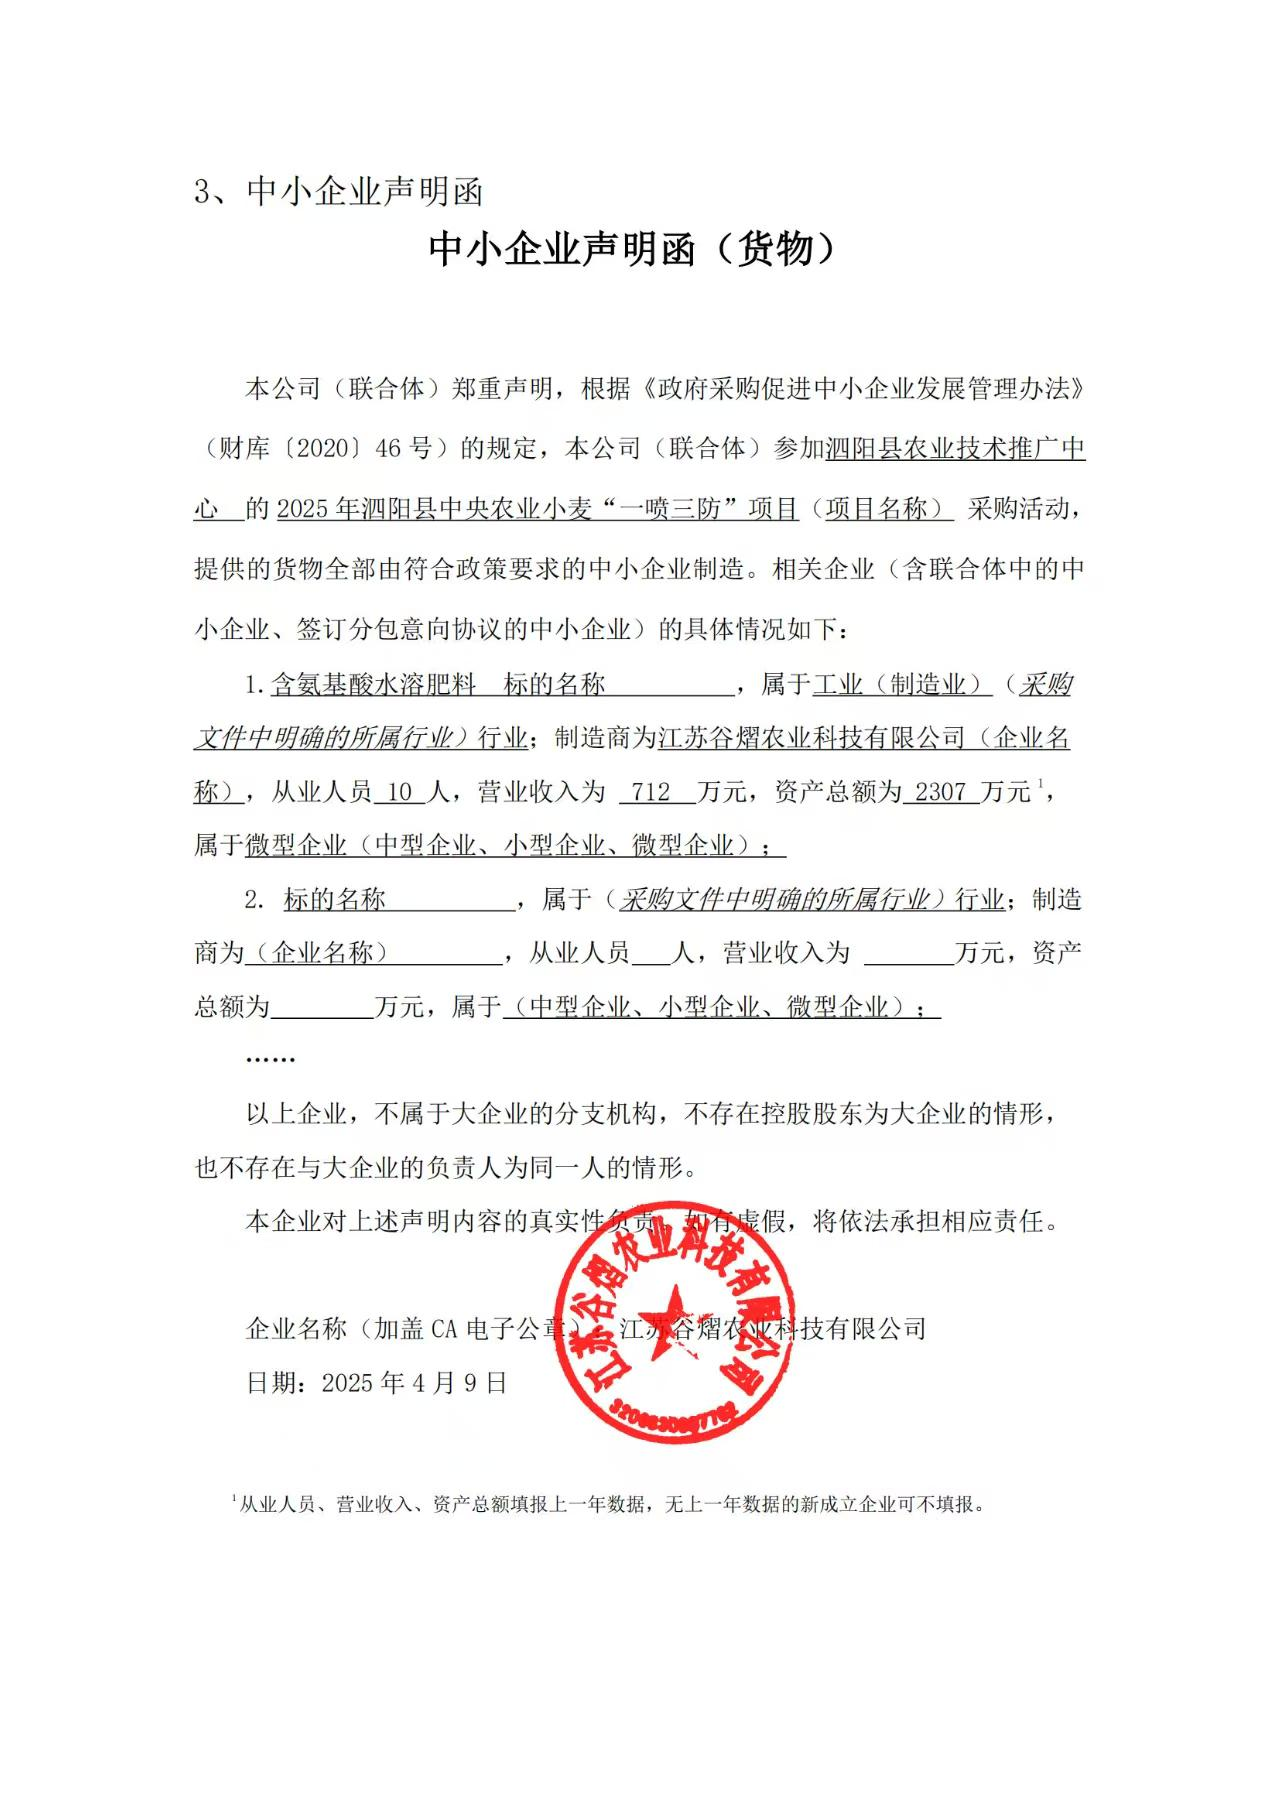 3、中小企业声明函
中小企业声明函（货物）
本公司（联合体）郑重声明，根据《政府采购促进中小企业发展管理办法》
（财库〔2020〕46 号）的规定，本公司（联合体）参加泗阳县农业技术推广中
心 的 2025 年泗阳县中央农业小麦“一喷三防”项目（项目名称） 采购活动，
提供的货物全部由符合政策要求的中小企业制造。相关企业（含联合体中的中
小企业、签订分包意向协议的中小企业）的具体情况如下：
1.含氨基酸水溶肥料 标的名称 ，属于工业（制造业）（采购
文件中明确的所属行业）行业；制造商为江苏谷熠农业科技有限公司（企业名
称），从业人员 10 人，营业收入为 712 万元，资产总额为 2307 万元¹，
属于微型企业（中型企业、小型企业、微型企业）；
2. 标的名称 ，属于（采购文件中明确的所属行业）行业；制造
商为（企业名称） ，从业人员 人，营业收入为 万元，资产
总额为 万元，属于（中型企业、小型企业、微型企业）；
……
以上企业，不属于大企业的分支机构，不存在控股股东为大企业的情形，
也不存在与大企业的负责人为同一人的情形。
本企业对上述声明内容的真实性负责。如有虚假，将依法承担相应责任。
企业名称（加盖 CA 电子公章）：江苏谷熠农业科技有限公司
日期：2025 年 4 月 9 日
江苏谷熠农业科技有限公司
¹从业人员、营业收入、资产总额填报上一年数据，无上一年数据的新成立企业可不填报。